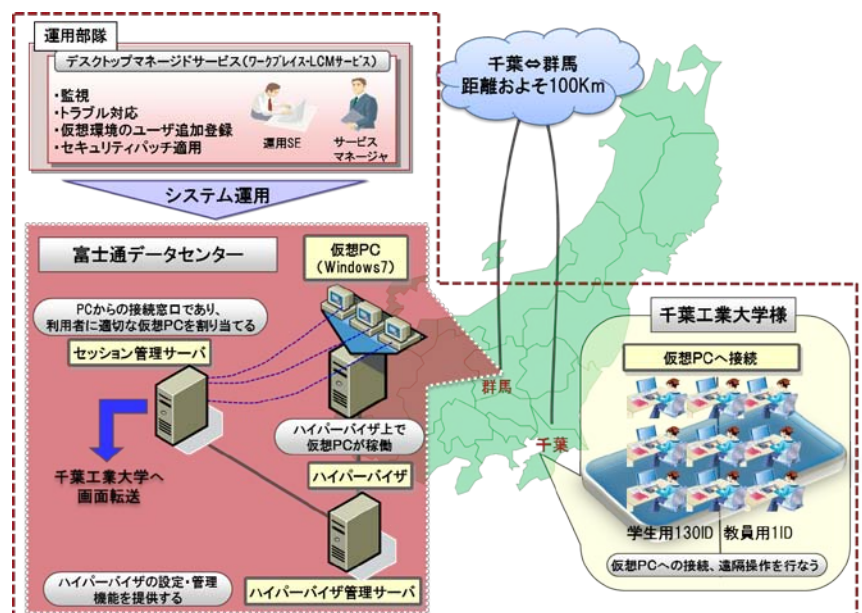 運用部隊
デスクトップマネージドサービス(ワークプレイス-LCMサービス)
・監視
・トラブル対応
・仮想環境のユーザ追加登録
・セキュリティパッチ適用
運用SE
サービス
マネージャ
システム運用
千葉⇔群馬
距離およそ100Km
富士通データセンター
仮想PC
(Windows7)
PCからの接続窓口であり、
利用者に適切な仮想PCを割り当てる
セッション管理サーバ
ハイパーバイザ上で
仮想PCが稼働
千葉工業大学へ
画面転送
ハイパーバイザ
ハイパーバイザの設定・管理
機能を提供する
ハイパーバイザ管理サーバ
群馬
千葉
千葉工業大学様
仮想PCへ接続
学生用130ID
教員用1ID
仮想PCへの接続、遠隔操作を行なう